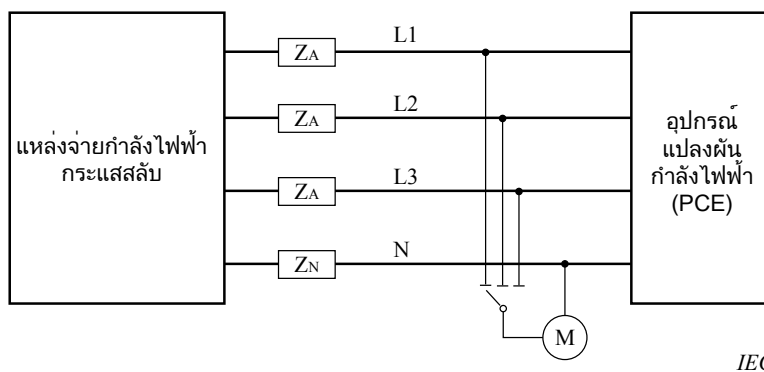 แหล่งจ่ายกำลังไฟฟ้า
กระแสสลับ
ZA
L1
ZA
L2
ZA
L3
ZN
N
M
อุปกรณ์
แปลงผัน
กำลังไฟฟ้า
(PCE)
IEC